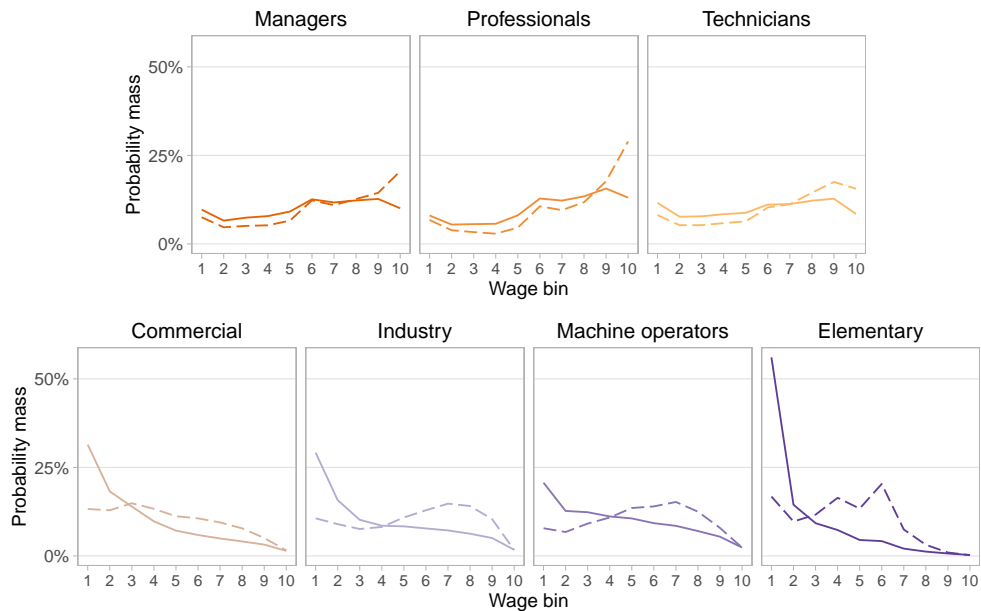 Managers Professionals Technicians
50%
25%
0%
Probability mass
1 2 3 4 5 6 7 8 9 10 1 2 3 4 5 6 7 8 9 10 1 2 3 4 5 6 7 8 9 10
Wage bin
Commercial Industry Machine operators Elementary
50%
25%
0%
Probability mass
1 2 3 4 5 6 7 8 9 10 1 2 3 4 5 6 7 8 9 10 1 2 3 4 5 6 7 8 9 10 1 2 3 4 5 6 7 8 9 10
Wage bin